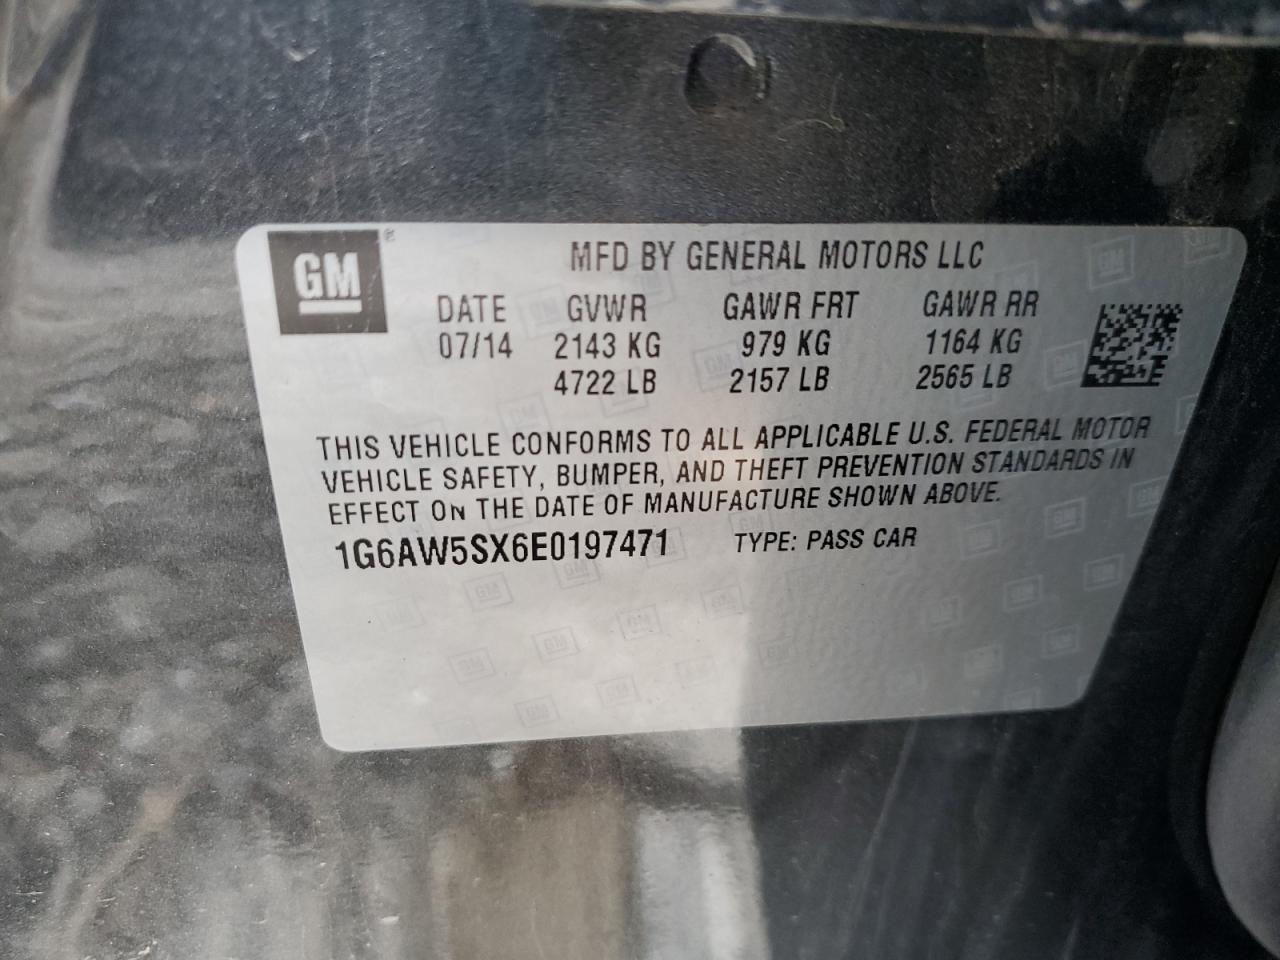 GM ®
MFD BY GENERAL MOTORS LLC
DATE GVWR GAWR FRT GAWR RR
07/14 2143 KG 979 KG 1164 KG
4722 LB 2157 LB 2565 LB
THIS VEHICLE CONFORMS TO ALL APPLICABLE U.S. FEDERAL MOTOR
VEHICLE SAFETY, BUMPER, AND THEFT PREVENTION STANDARDS IN
EFFECT ON THE DATE OF MANUFACTURE SHOWN ABOVE.
1G6AW5SX6E0197471 TYPE: PASS CAR